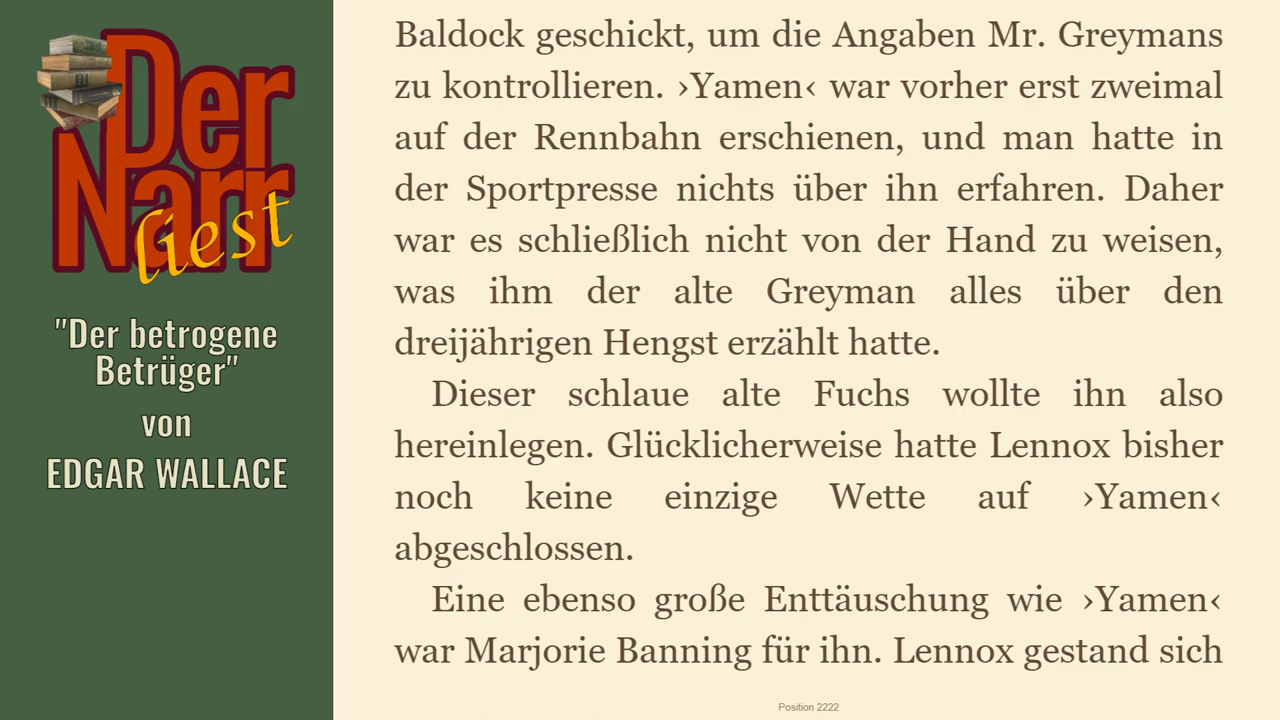 Der
Narr
liest
"Der betrogene
Betrüger"
von
EDGAR WALLACE
Baldock geschickt, um die Angaben Mr. Greymans
zu kontrollieren. ›Yamen‹ war vorher erst zweimal
auf der Rennbahn erschienen, und man hatte in
der Sportpresse nichts über ihn erfahren. Daher
war es schließlich nicht von der Hand zu weisen,
was ihm der alte Greyman alles über den
dreijährigen Hengst erzählt hatte.
Dieser schlaue alte Fuchs wollte ihn also
hereinlegen. Glücklicherweise hatte Lennox bisher
noch keine einzige Wette auf ›Yamen‹
abgeschlossen.
Eine ebenso große Enttäuschung wie ›Yamen‹
war Marjorie Banning für ihn. Lennox gestand sich
Position 2222